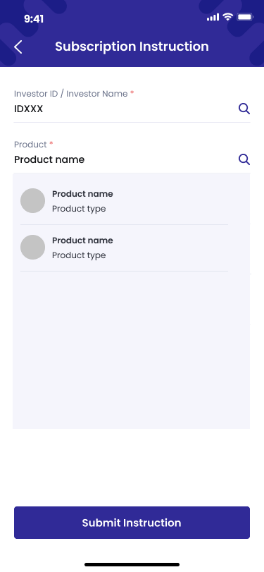 9:41
Subscription Instruction
Investor ID / Investor Name *
IDXXX
Product *
Product name
Product name
Product type
Product name
Product type
Submit Instruction